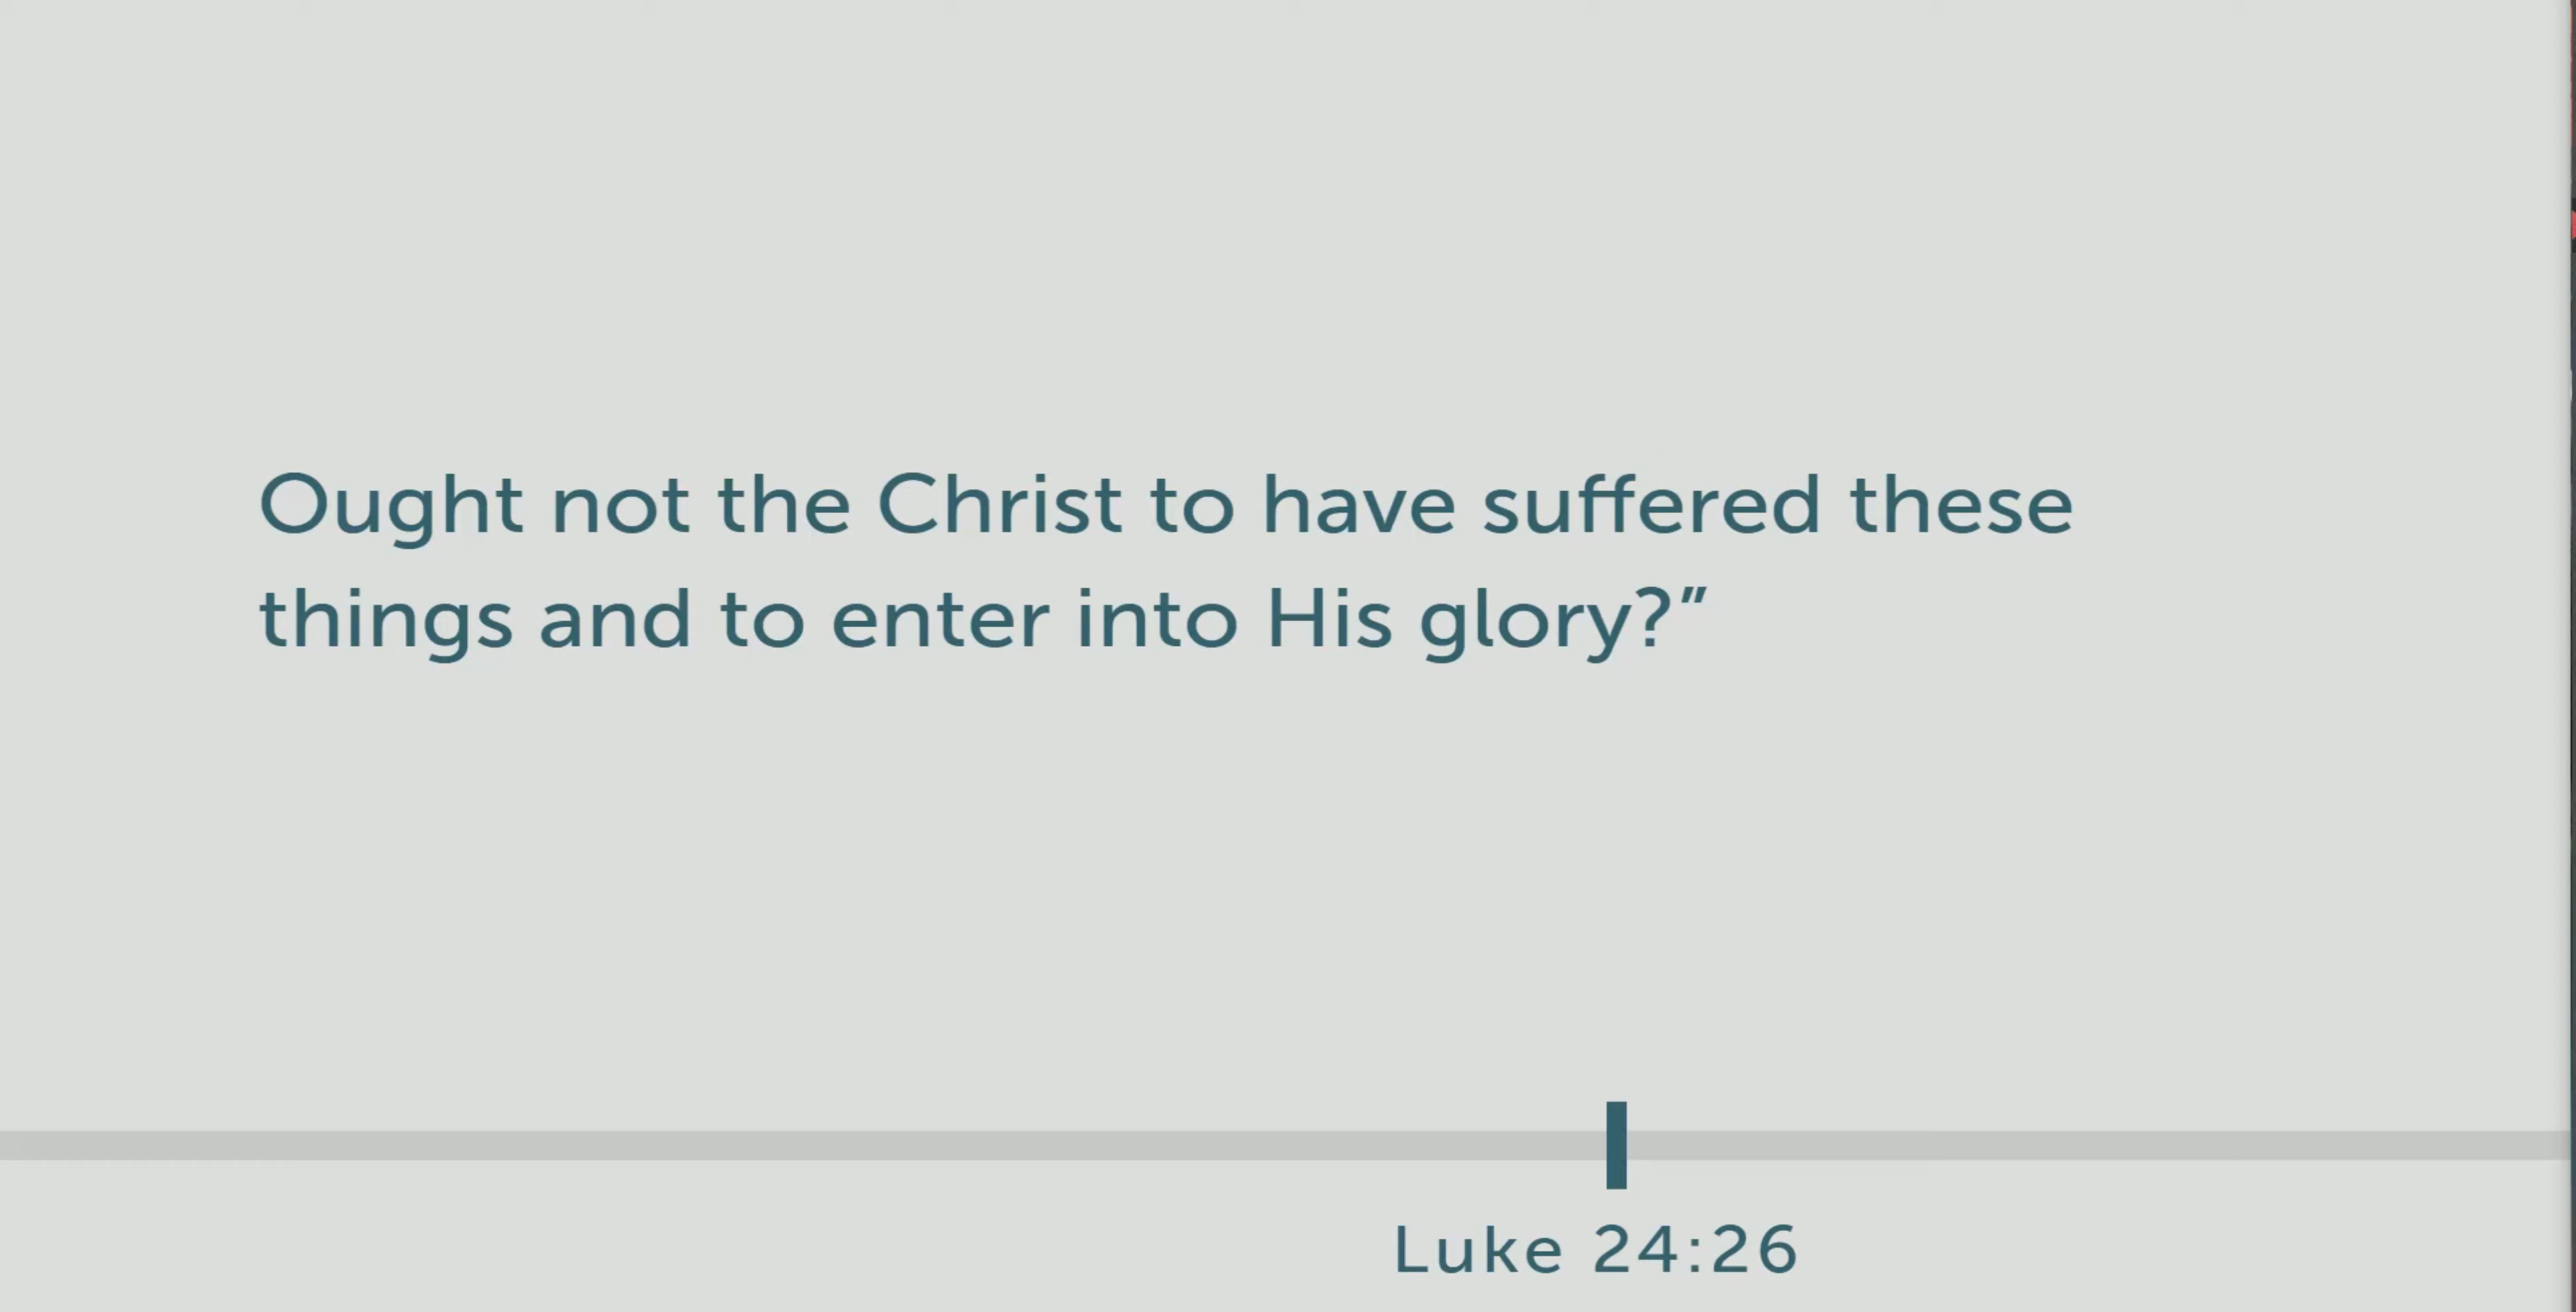 Ought not the Christ to have suffered these
things and to enter into His glory?”
Luke 24:26